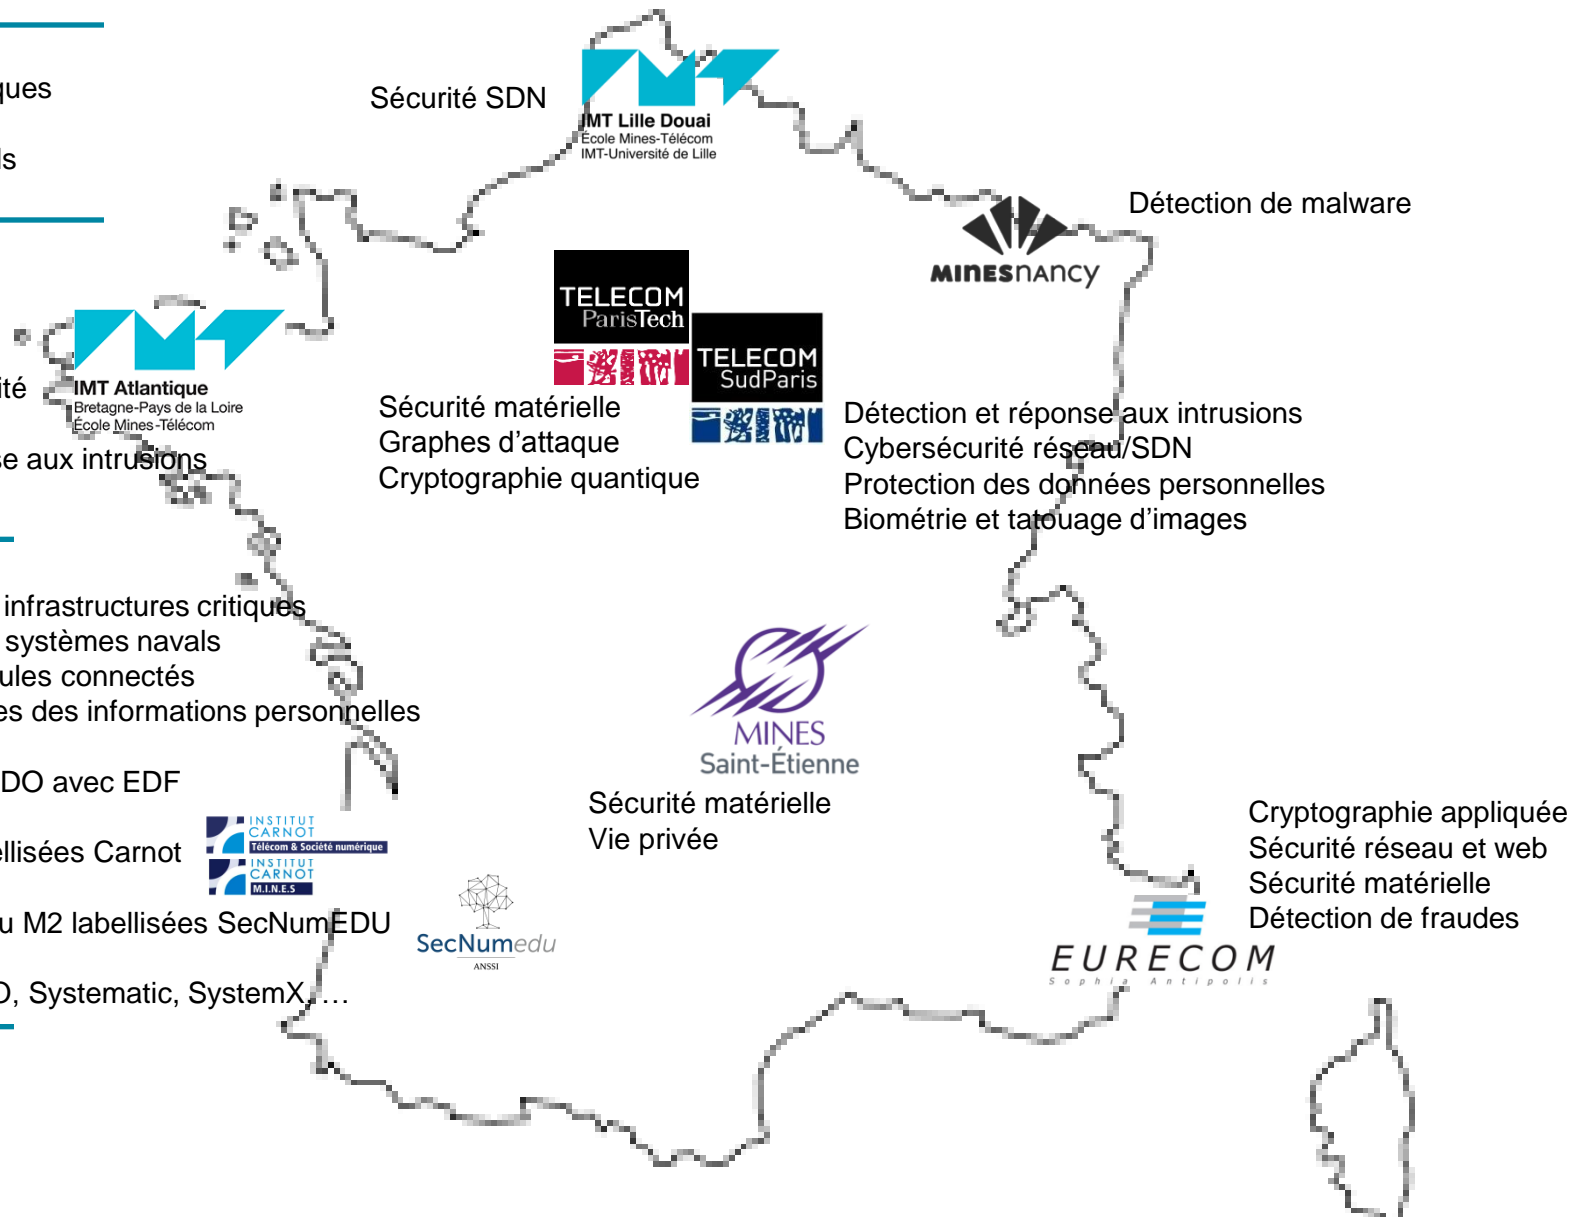 ques
ls
Sécurité SDN
IMT Lille Douai
École Mines-Télécom
IMT-Université de Lille
Détection de malware
MINESNANCY
TELECOM
ParisTech
TELECOM
SudParis
IMT Atlantique
Bretagne-Pays de la Loire
École Mines-Télécom
ité
se aux intrusions
Sécurité matérielle
Graphes d’attaque
Cryptographie quantique
Détection et réponse aux intrusions
Cybersécurité réseau/SDN
Protection des données personnelles
Biométrie et tatouage d’images
infrastructures critiques
systèmes navals
ules connectés
es des informations personnelles
DO avec EDF
ellisées Carnot
INSTITUT
CARNOT
Télécom & Société numérique
INSTITUT
CARNOT
M.I.N.E.S
u M2 labellisées SecNumEDU
O, Systematic, SystemX, …
SecNumedu
ANSSI
MINES
Saint-Étienne
Sécurité matérielle
Vie privée
Cryptographie appliquée
Sécurité réseau et web
Sécurité matérielle
Détection de fraudes
EURECOM
Sophia Antipolis